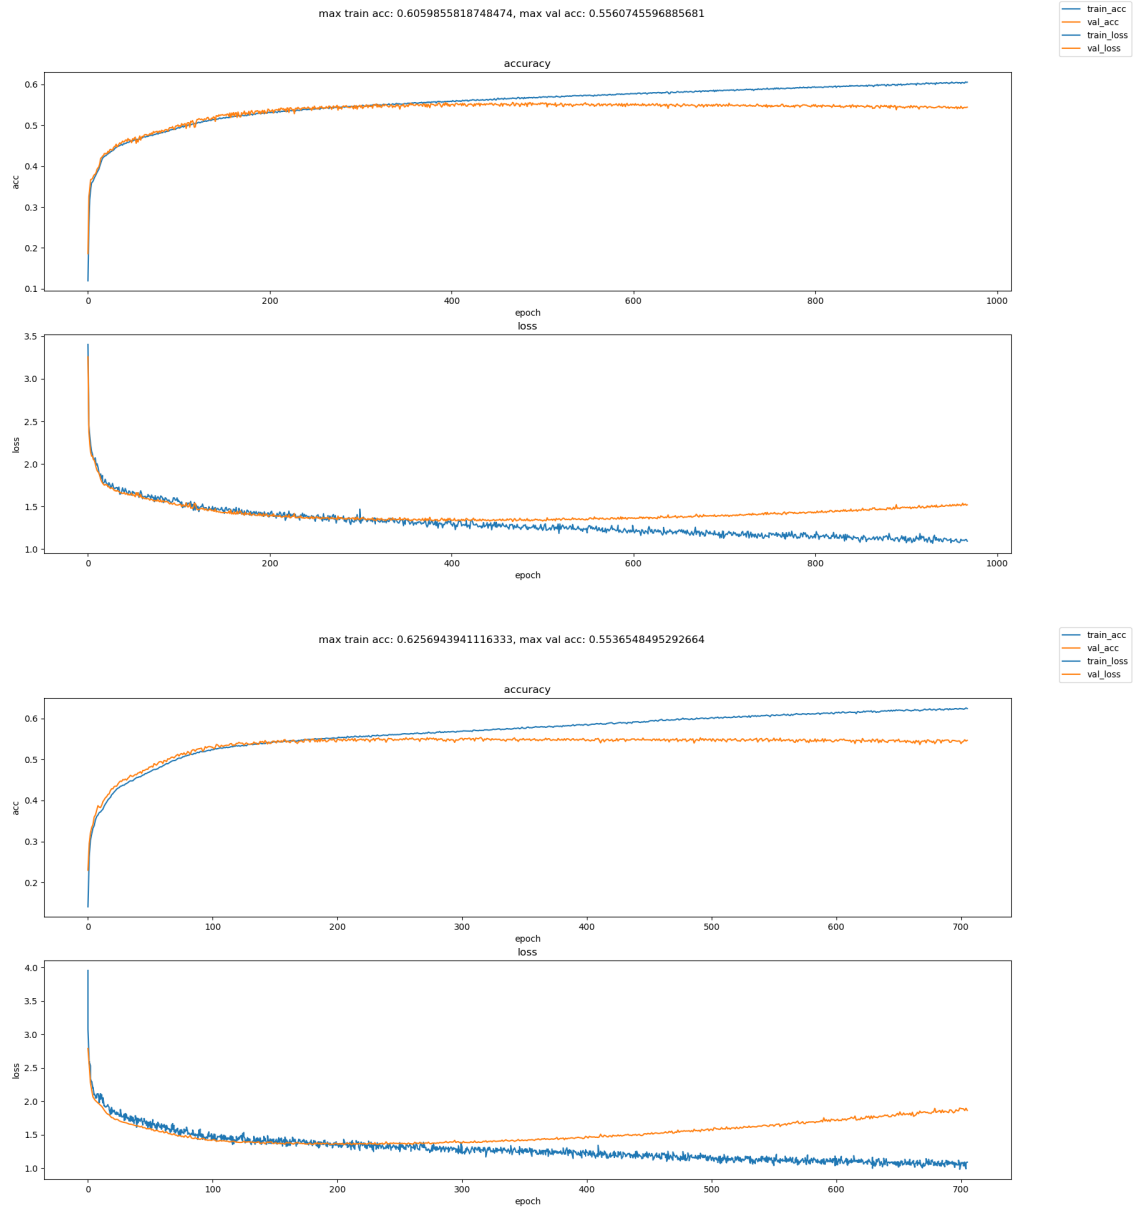 max train acc: 0.6059855818748474, max val acc: 0.5560745596885681
train_acc
val_acc
train_loss
val_loss
accuracy
0.6
0.5
0.4
0.3
0.2
0.1
acc
0
200
400
600
800
1000
epoch
loss
3.5
3.0
2.5
2.0
1.5
1.0
loss
0
200
400
600
800
1000
epoch
max train acc: 0.6256943941116333, max val acc: 0.5536548495292664
train_acc
val_acc
train_loss
val_loss
accuracy
0.6
0.5
0.4
0.3
0.2
acc
0
100
200
300
400
500
600
700
epoch
loss
4.0
3.5
3.0
2.5
2.0
1.5
1.0
loss
0
100
200
300
400
500
600
700
epoch